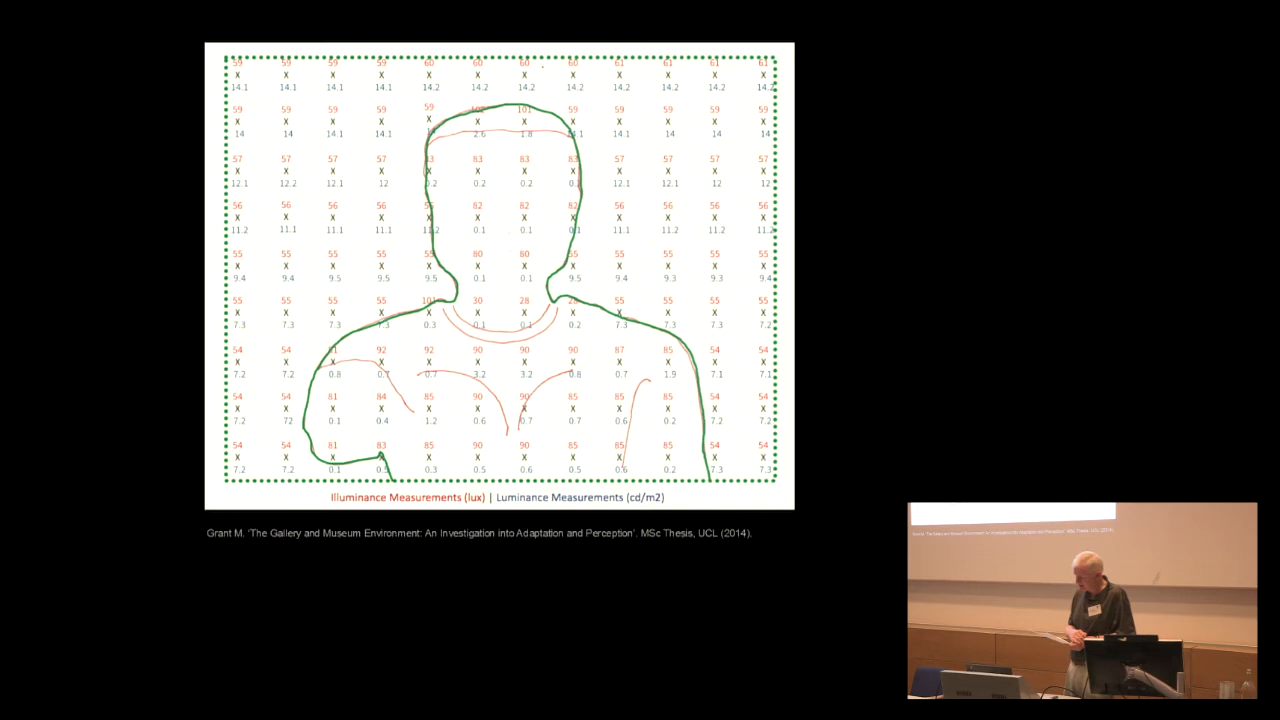 59 59 59 59 60 60 60 60 61 61 61 61
X X X X X X X X X X X X
14.1 14.1 14.1 14.1 14.2 14.2 14.2 14.2 14.2 14.2 14.2 14.2
59 59 59 59 59 101 59 59 59 59 59
X X X X X X X X X X X X
14 14 14.1 14.1 2.6 1.8 14.1 14.1 14 14 14
57 57 57 57 83 83 83 83 57 57 57 57
X X X X X X X X X X X X
12.1 12.2 12.1 12 0.2 0.2 0.2 12.1 12.1 12 12
56 56 56 56 82 82 82 56 56 56 56
X X X X X X X X X X X X
11.2 11.1 11.1 11.1 11.2 0.1 0.1 0.1 11.1 11.1 11.1 11.2
55 55 55 55 55 80 80 55 55 55 55 55
X X X X X X X X X X X X
9.4 9.4 9.5 9.5 9.5 0.1 0.1 9.5 9.4 9.3 9.3 9.4
55 55 55 55 101 30 28 28 55 55 55 55
X X X X X X X X X X X X
7.3 7.3 7.3 7.3 0.3 0.1 0.1 0.2 7.3 7.3 7.3 7.2
54 54 81 92 92 90 90 90 87 85 54 54
X X X X X X X X X X X X
7.2 7.2 0.8 0.7 0.7 3.2 3.2 0.8 0.7 1.9 7.1 7.1
54 54 81 84 85 90 90 85 85 85 54 54
X X X X X X X X X X X X
7.2 72 0.1 0.4 1.2 0.6 0.7 0.7 0.6 0.2 7.2 7.2
54 54 81 83 85 90 90 85 85 85 54 54
X X X X X X X X X X X X
7.2 7.2 0.1 0.5 0.3 0.5 0.6 0.5 0.6 0.2 7.3 7.3
Illuminance Measurements (lux) | Luminance Measurements (cd/m2)
Grant M. 'The Gallery and Museum Environment: An Investigation into Adaptation and Perception'. MSc Thesis, UCL (2014).